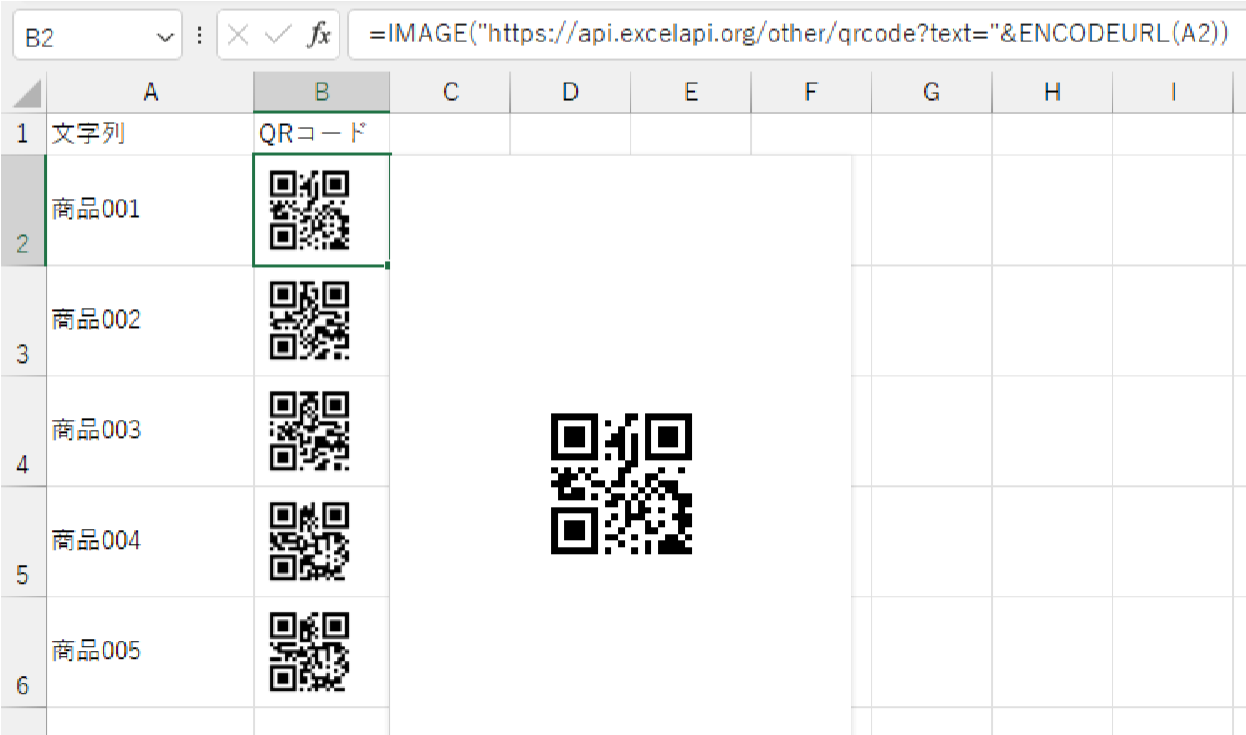 B2 fx =IMAGE("https://api.excelapi.org/other/qrcode?text="&ENCODEURL(A2))
A B C D E F G H I
1 文字列 QRコード
2 商品001
3 商品002
4 商品003
5 商品004
6 商品005